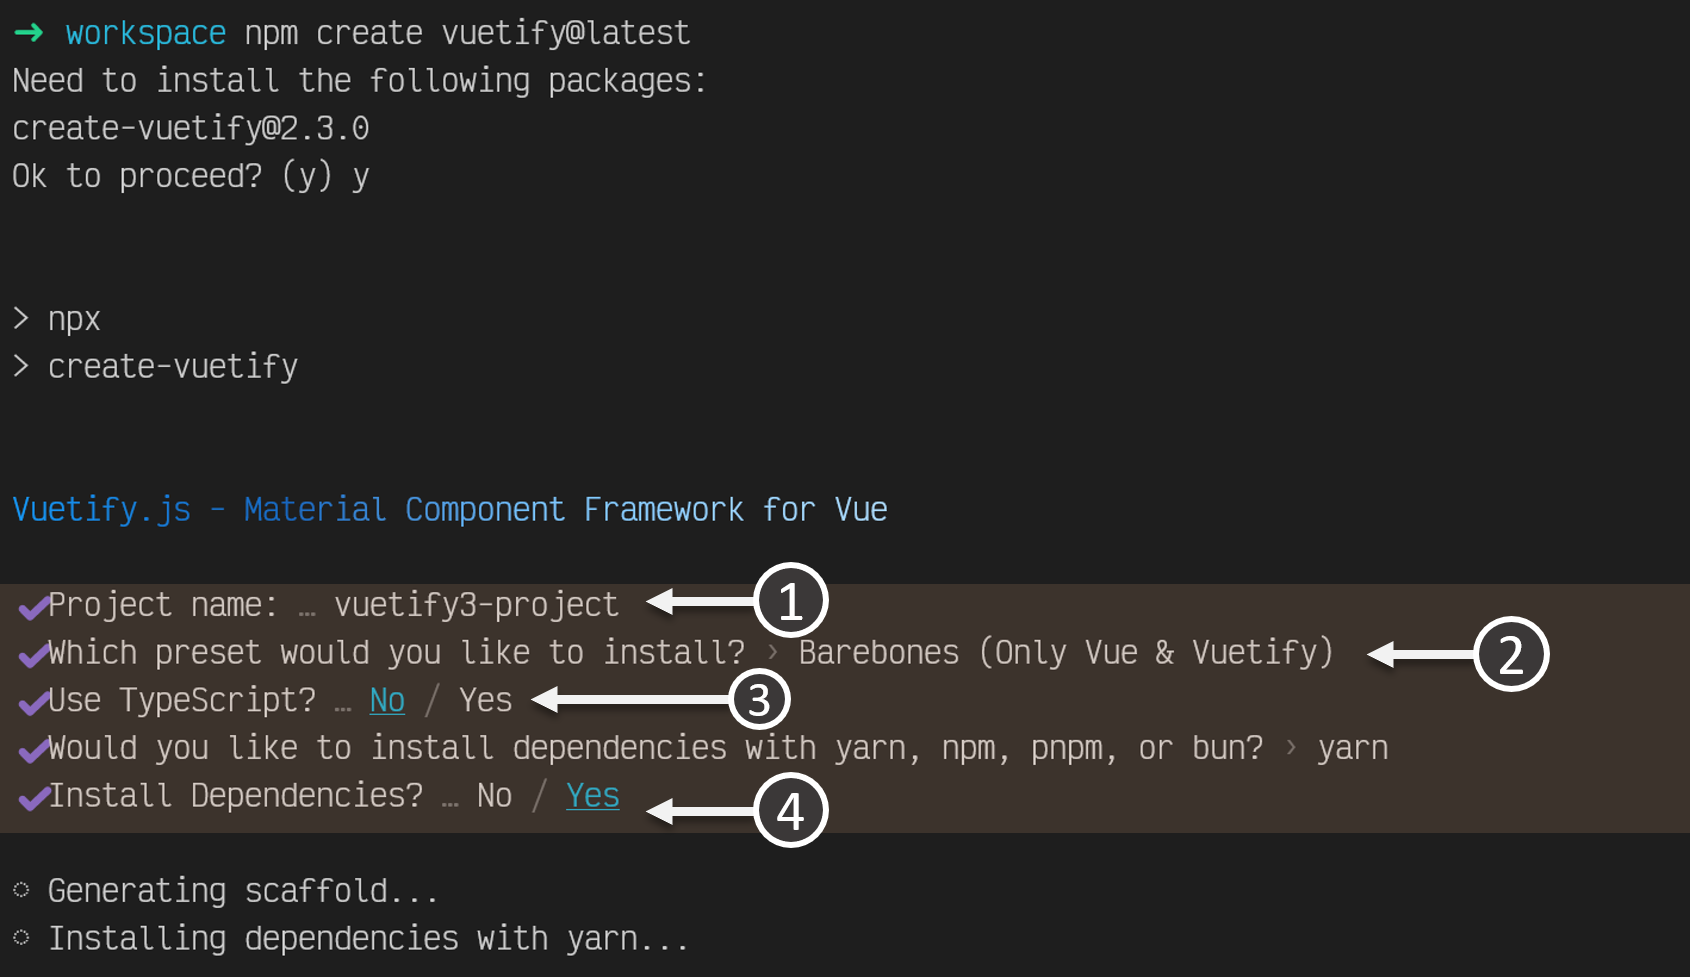 → workspace npm create vuetify@latest
Need to install the following packages:
create-vuetify@2.3.0
Ok to proceed? (y) y
> npx
> create-vuetify
Vuetify.js - Material Component Framework for Vue
✔Project name: … vuetify3-project 1
✔Which preset would you like to install? › Barebones (Only Vue & Vuetify) 2
✔Use TypeScript? … No / Yes 3
✔Would you like to install dependencies with yarn, npm, pnpm, or bun? › yarn
✔Install Dependencies? … No / Yes 4
◌ Generating scaffold...
◌ Installing dependencies with yarn...